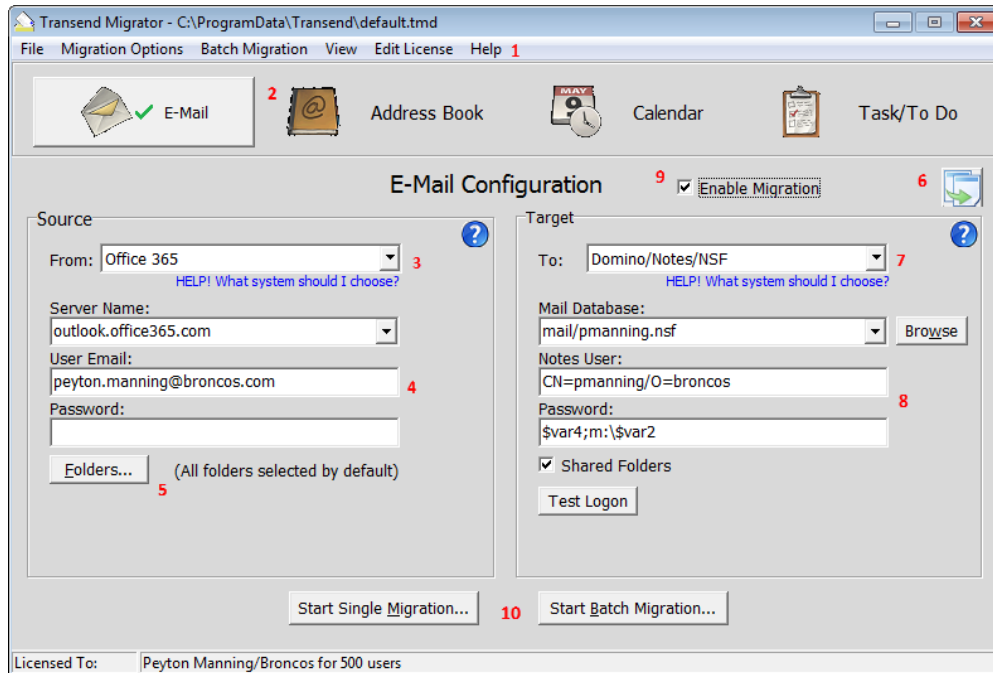 Transend Migrator - C:\ProgramData\Transend\default.tmd
File Migration Options Batch Migration View Edit License Help 1
E-Mail 2 Address Book MAY 9 Calendar Task/To Do
E-Mail Configuration 9 Enable Migration 6
Source
From: Office 365 3
HELP! What system should I choose?
Server Name:
outlook.office365.com
User Email:
peyton.manning@broncos.com 4
Password:
Folders... (All folders selected by default)
5
Target
To: Domino/Notes/NSF 7
HELP! What system should I choose?
Mail Database:
mail/pmanning.nsf Browse
Notes User:
CN=pmanning/O=broncos
8
Password:
$var4;m:\$var2
Shared Folders
Test Logon
Start Single Migration... 10 Start Batch Migration...
Licensed To: Peyton Manning/Broncos for 500 users